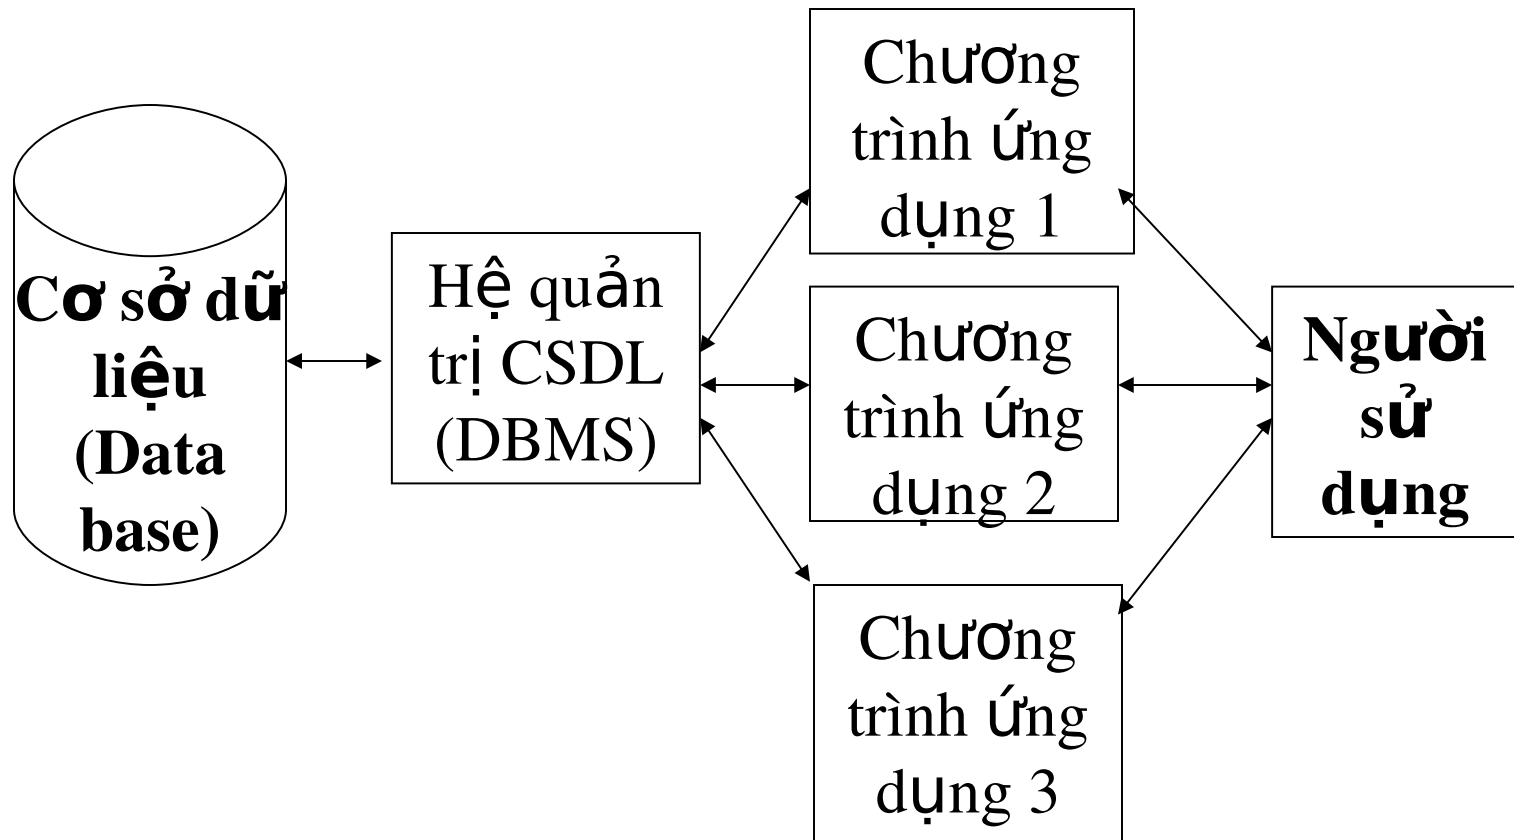 Cơ sở dữ
liệu
(Data
base)
Hệ quản
trị CSDL
(DBMS)
Chương
trình ứng
dụng 1
Chương
trình ứng
dụng 2
Chương
trình ứng
dụng 3
Người
sử
dụng